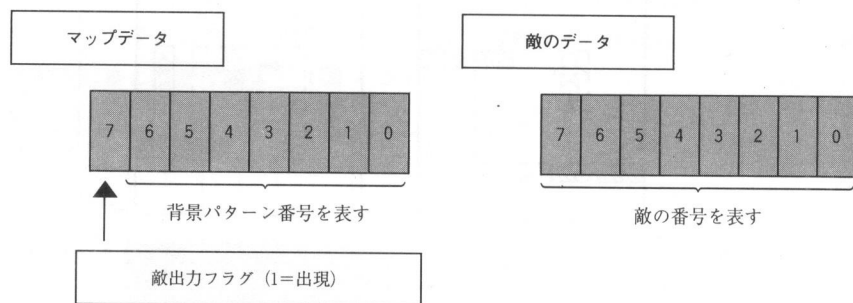 マップデータ
敵のデータ
7 6 5 4 3 2 1 0
7 6 5 4 3 2 1 0
背景パターン番号を表す
敵の番号を表す
敵出力フラグ (1=出現)